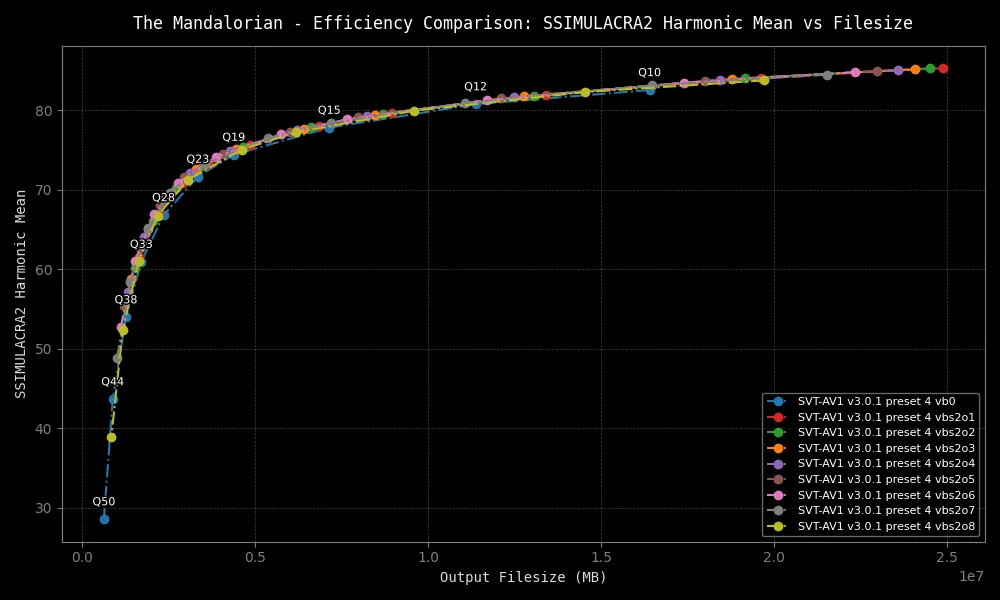 The Mandalorian - Efficiency Comparison: SSIMULACRA2 Harmonic Mean vs Filesize
SSIMULACRA2 Harmonic Mean
80
70
60
50
40
30
Q10
Q12
Q15
Q19
Q23
Q28
Q33
Q38
Q44
Q50
SVT-AV1 v3.0.1 preset 4 vb0
SVT-AV1 v3.0.1 preset 4 vbs2o1
SVT-AV1 v3.0.1 preset 4 vbs2o2
SVT-AV1 v3.0.1 preset 4 vbs2o3
SVT-AV1 v3.0.1 preset 4 vbs2o4
SVT-AV1 v3.0.1 preset 4 vbs2o5
SVT-AV1 v3.0.1 preset 4 vbs2o6
SVT-AV1 v3.0.1 preset 4 vbs2o7
SVT-AV1 v3.0.1 preset 4 vbs2o8
0.0 0.5 1.0 1.5 2.0 2.5
1e7
Output Filesize (MB)